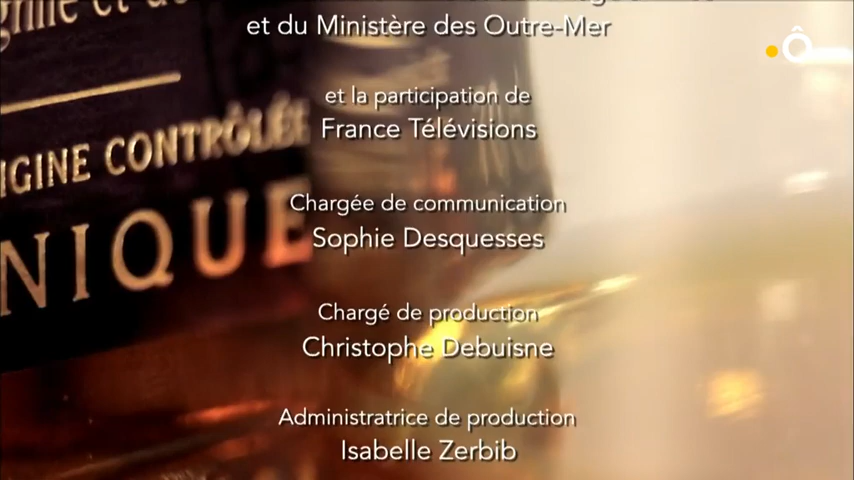 et du Ministère des Outre-Mer
ô
et la participation de
France Télévisions
IGINE CONTRÔLÉE
NIQUE
Chargée de communication
Sophie Desquesses
Chargé de production
Christophe Debuisne
Administratrice de production
Isabelle Zerbib